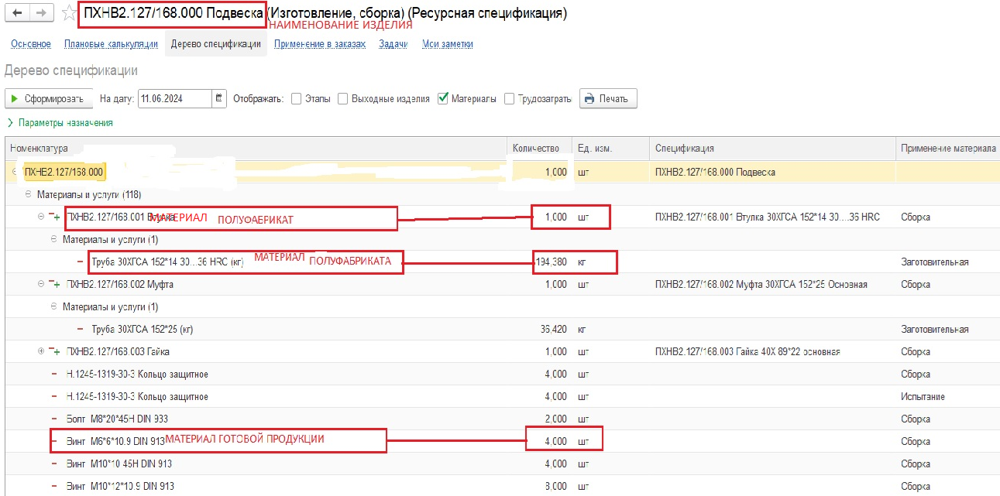 ПХНВ2.127/168.000 Подвеска (Изготовление, сборка) (Ресурсная спецификация)
НАИМЕНОВАНИЕ ИЗДЕЛИЯ
Основное Плановые калькуляции Дерево спецификации Применение в заказах Задачи Мои заметки
Дерево спецификации
Сформировать На дату: 11.06.2024 Отображать: Этапы Выходные изделия Материалы Трудозатраты Печать
Параметры назначения
Номенклатура Количество Ед. изм. Спецификация Применение материала
ПХНВ2.127/168.000 1,000 шт ПХНВ2.127/168.000 Подвеска
Материалы и услуги (118)
ПХНВ2.127/168.001 Втулка МАТЕРИАЛ ПОЛУФАБРИКАТ 1,000 шт ПХНВ2.127/168.001 Втулка 30ХГСА 152*14 30....36 HRC Сборка
Материалы и услуги (1)
Труба 30ХГСА 152*14 30...36 HRC (кг) МАТЕРИАЛ ПОЛУФАБРИКАТА 194,380 кг Заготовительная
ПХНВ2.127/168.002 Муфта 1,000 шт ПХНВ2.127/168.002 Муфта 30ХГСА 152*25 Основная Сборка
Материалы и услуги (1)
Труба 30ХГСА 152*25 (кг) 36,420 кг Заготовительная
ПХНВ2.127/168.003 Гайка 1,000 шт ПХНВ2.127/168.003 Гайка 40Х 89*22 основная Сборка
Н.1245-1319-30-3 Кольцо защитное 4,000 шт Сборка
Н.1245-1319-30-3 Кольцо защитное 4,000 шт Испытание
Болт М8*20*45Н DIN 933 2,000 шт Сборка
Винт М6*6*10.9 DIN 913 МАТЕРИАЛ ГОТОВОЙ ПРОДУКЦИИ 4,000 шт Сборка
Винт М10*10 45Н DIN 913 4,000 шт Сборка
Винт М10*12*10.9 DIN 913 8,000 шт Сборка